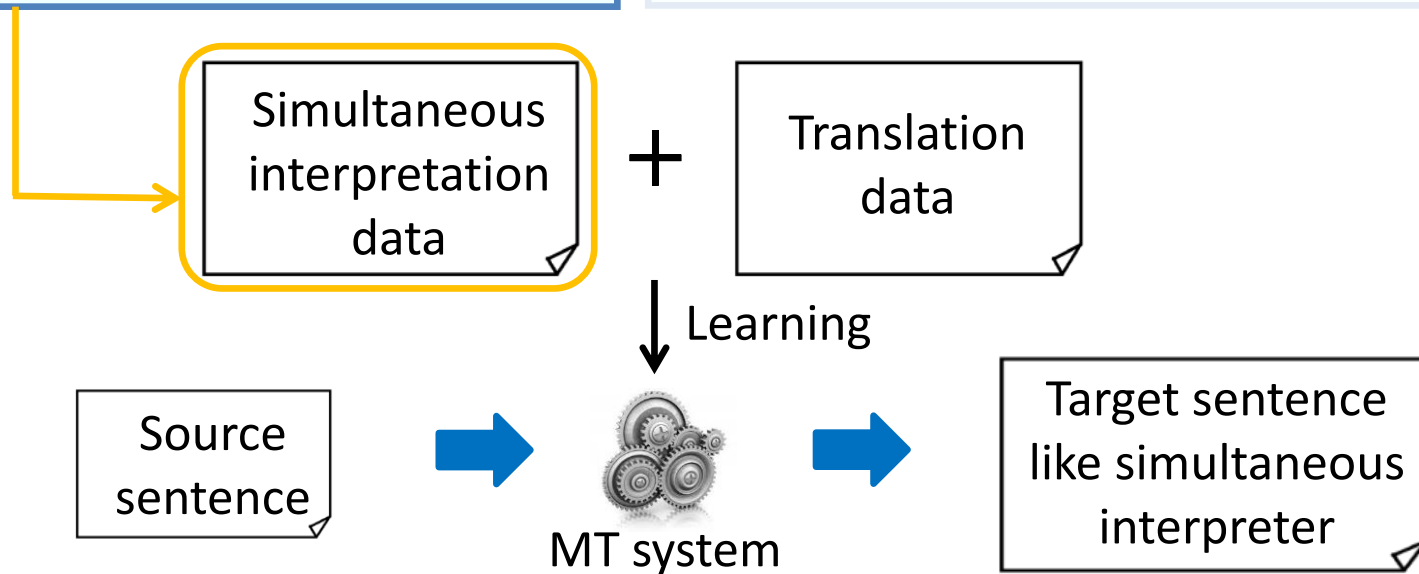 Simultaneous
interpretation
data
+
Translation
data
Learning
Source
sentence
MT system
Target sentence
like simultaneous
interpreter